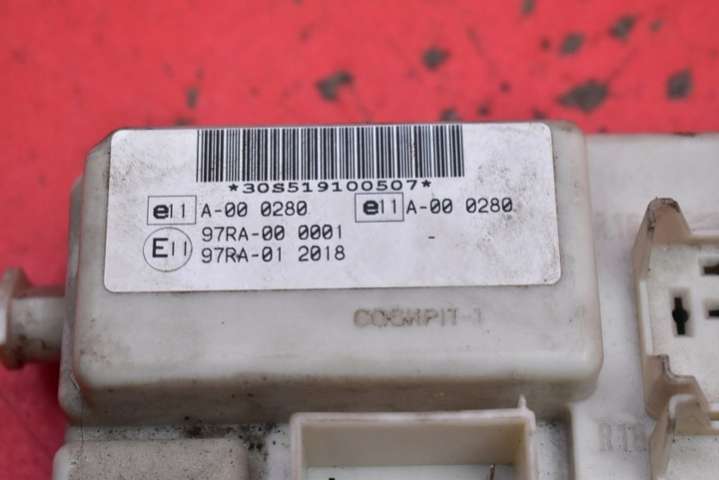 *30S519100507*
e11 A-00 0280 e11 A-00 0280
E11 97RA-00 0001
97RA-01 2018
COCKPIT-1